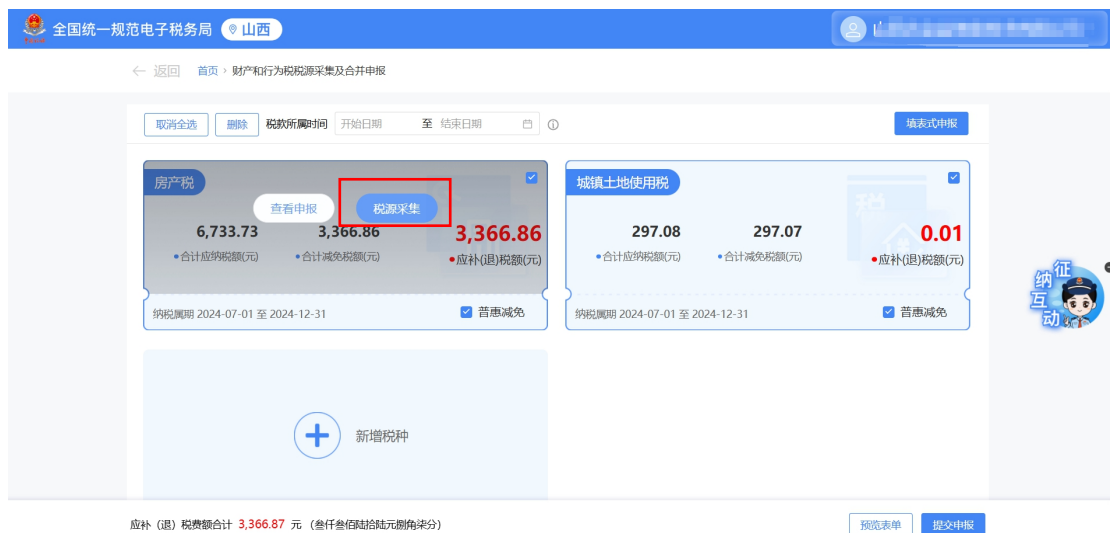 全国统一规范电子税务局 山西
返回 首页 › 财产和行为税税源采集及合并申报
取消全选 删除 税款所属时间 开始日期 至 结束日期 填表式申报
房产税
查看申报 税源采集
6,733.73 3,366.86 3,366.86
•合计应纳税额(元) •合计减免税额(元) •应补(退)税额(元)
纳税属期 2024-07-01 至 2024-12-31 普惠减免
城镇土地使用税
297.08 297.07 0.01
•合计应纳税额(元) •合计减免税额(元) •应补(退)税额(元)
纳税属期 2024-07-01 至 2024-12-31 普惠减免
征纳互动
新增税种
应补（退）税费额合计 3,366.87 元 （叁仟叁佰陆拾陆元捌角柒分）
预览表单 提交申报